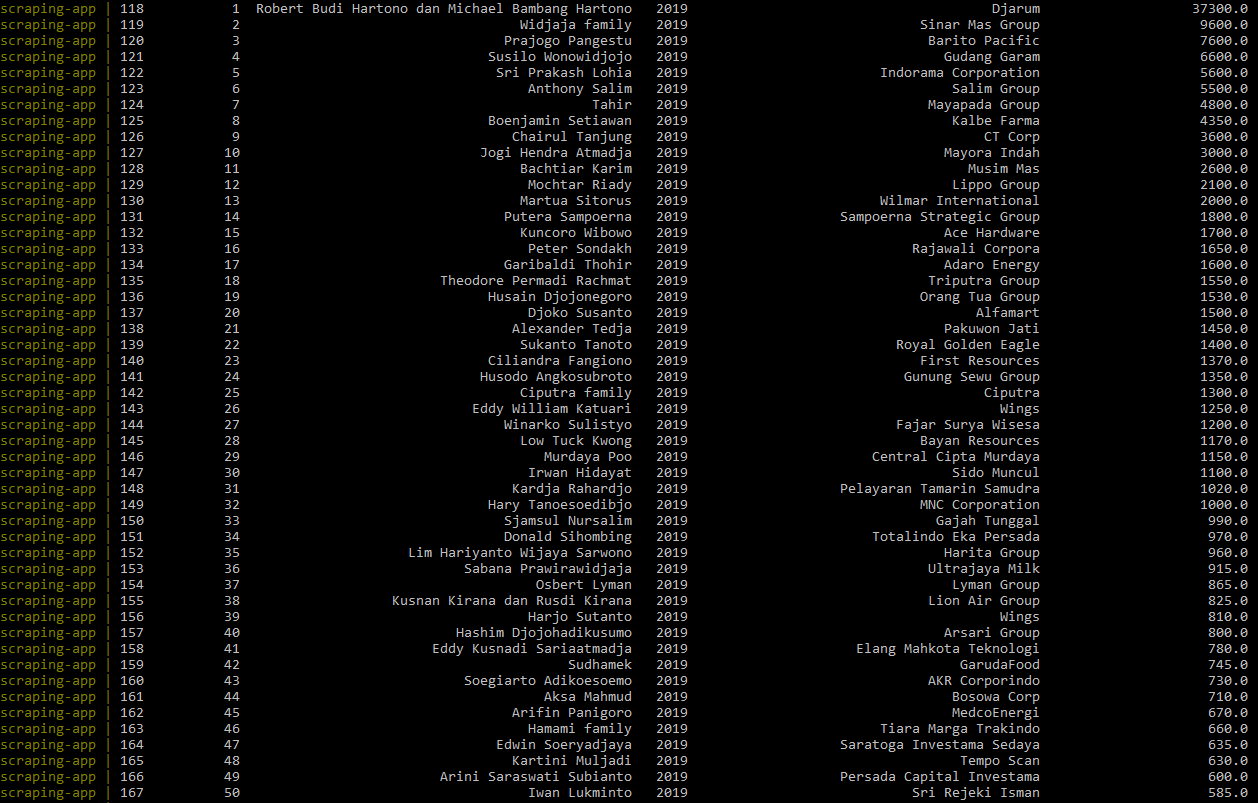 scraping-app | 118 1 Robert Budi Hartono dan Michael Bambang Hartono 2019 Djarum 37300.0
scraping-app | 119 2 Widjaja family 2019 Sinar Mas Group 9600.0
scraping-app | 120 3 Prajogo Pangestu 2019 Barito Pacific 7600.0
scraping-app | 121 4 Susilo Wonowidjojo 2019 Gudang Garam 6600.0
scraping-app | 122 5 Sri Prakash Lohia 2019 Indorama Corporation 5600.0
scraping-app | 123 6 Anthony Salim 2019 Salim Group 5500.0
scraping-app | 124 7 Tahir 2019 Mayapada Group 4800.0
scraping-app | 125 8 Boenjamin Setiawan 2019 Kalbe Farma 4350.0
scraping-app | 126 9 Chairul Tanjung 2019 CT Corp 3600.0
scraping-app | 127 10 Jogi Hendra Atmadja 2019 Mayora Indah 3000.0
scraping-app | 128 11 Bachtiar Karim 2019 Musim Mas 2600.0
scraping-app | 129 12 Mochtar Riady 2019 Lippo Group 2100.0
scraping-app | 130 13 Martua Sitorus 2019 Wilmar International 2000.0
scraping-app | 131 14 Putera Sampoerna 2019 Sampoerna Strategic Group 1800.0
scraping-app | 132 15 Kuncoro Wibowo 2019 Ace Hardware 1700.0
scraping-app | 133 16 Peter Sondakh 2019 Rajawali Corpora 1650.0
scraping-app | 134 17 Garibaldi Thohir 2019 Adaro Energy 1600.0
scraping-app | 135 18 Theodore Permadi Rachmat 2019 Triputra Group 1550.0
scraping-app | 136 19 Husain Djojonegoro 2019 Orang Tua Group 1530.0
scraping-app | 137 20 Djoko Susanto 2019 Alfamart 1500.0
scraping-app | 138 21 Alexander Tedja 2019 Pakuwon Jati 1450.0
scraping-app | 139 22 Sukanto Tanoto 2019 Royal Golden Eagle 1400.0
scraping-app | 140 23 Ciliandra Fangiono 2019 First Resources 1370.0
scraping-app | 141 24 Husodo Angkosubroto 2019 Gunung Sewu Group 1350.0
scraping-app | 142 25 Ciputra family 2019 Ciputra 1300.0
scraping-app | 143 26 Eddy William Katuari 2019 Wings 1250.0
scraping-app | 144 27 Winarko Sulistyo 2019 Fajar Surya Wisesa 1200.0
scraping-app | 145 28 Low Tuck Kwong 2019 Bayan Resources 1170.0
scraping-app | 146 29 Murdaya Poo 2019 Central Cipta Murdaya 1150.0
scraping-app | 147 30 Irwan Hidayat 2019 Sido Muncul 1100.0
scraping-app | 148 31 Kardja Rahardjo 2019 Pelayaran Tamarin Samudra 1020.0
scraping-app | 149 32 Hary Tanoesoedibjo 2019 MNC Corporation 1000.0
scraping-app | 150 33 Sjamsul Nursalim 2019 Gajah Tunggal 990.0
scraping-app | 151 34 Donald Sihombing 2019 Totalindo Eka Persada 970.0
scraping-app | 152 35 Lim Hariyanto Wijaya Sarwono 2019 Harita Group 960.0
scraping-app | 153 36 Sabana Prawirawidjaja 2019 Ultrajaya Milk 915.0
scraping-app | 154 37 Osbert Lyman 2019 Lyman Group 865.0
scraping-app | 155 38 Kusnan Kirana dan Rusdi Kirana 2019 Lion Air Group 825.0
scraping-app | 156 39 Harjo Sutanto 2019 Wings 810.0
scraping-app | 157 40 Hashim Djojohadikusumo 2019 Arsari Group 800.0
scraping-app | 158 41 Eddy Kusnadi Sariaatmadja 2019 Elang Mahkota Teknologi 780.0
scraping-app | 159 42 Sudhamek 2019 GarudaFood 745.0
scraping-app | 160 43 Soegiarto Adikoesoemo 2019 AKR Corporindo 730.0
scraping-app | 161 44 Aksa Mahmud 2019 Bosowa Corp 710.0
scraping-app | 162 45 Arifin Panigoro 2019 MedcoEnergi 670.0
scraping-app | 163 46 Hamami family 2019 Tiara Marga Trakindo 660.0
scraping-app | 164 47 Edwin Soeryadjaya 2019 Saratoga Investama Sedaya 635.0
scraping-app | 165 48 Kartini Muljadi 2019 Tempo Scan 630.0
scraping-app | 166 49 Arini Saraswati Subianto 2019 Persada Capital Investama 600.0
scraping-app | 167 50 Iwan Lukminto 2019 Sri Rejeki Isman 585.0